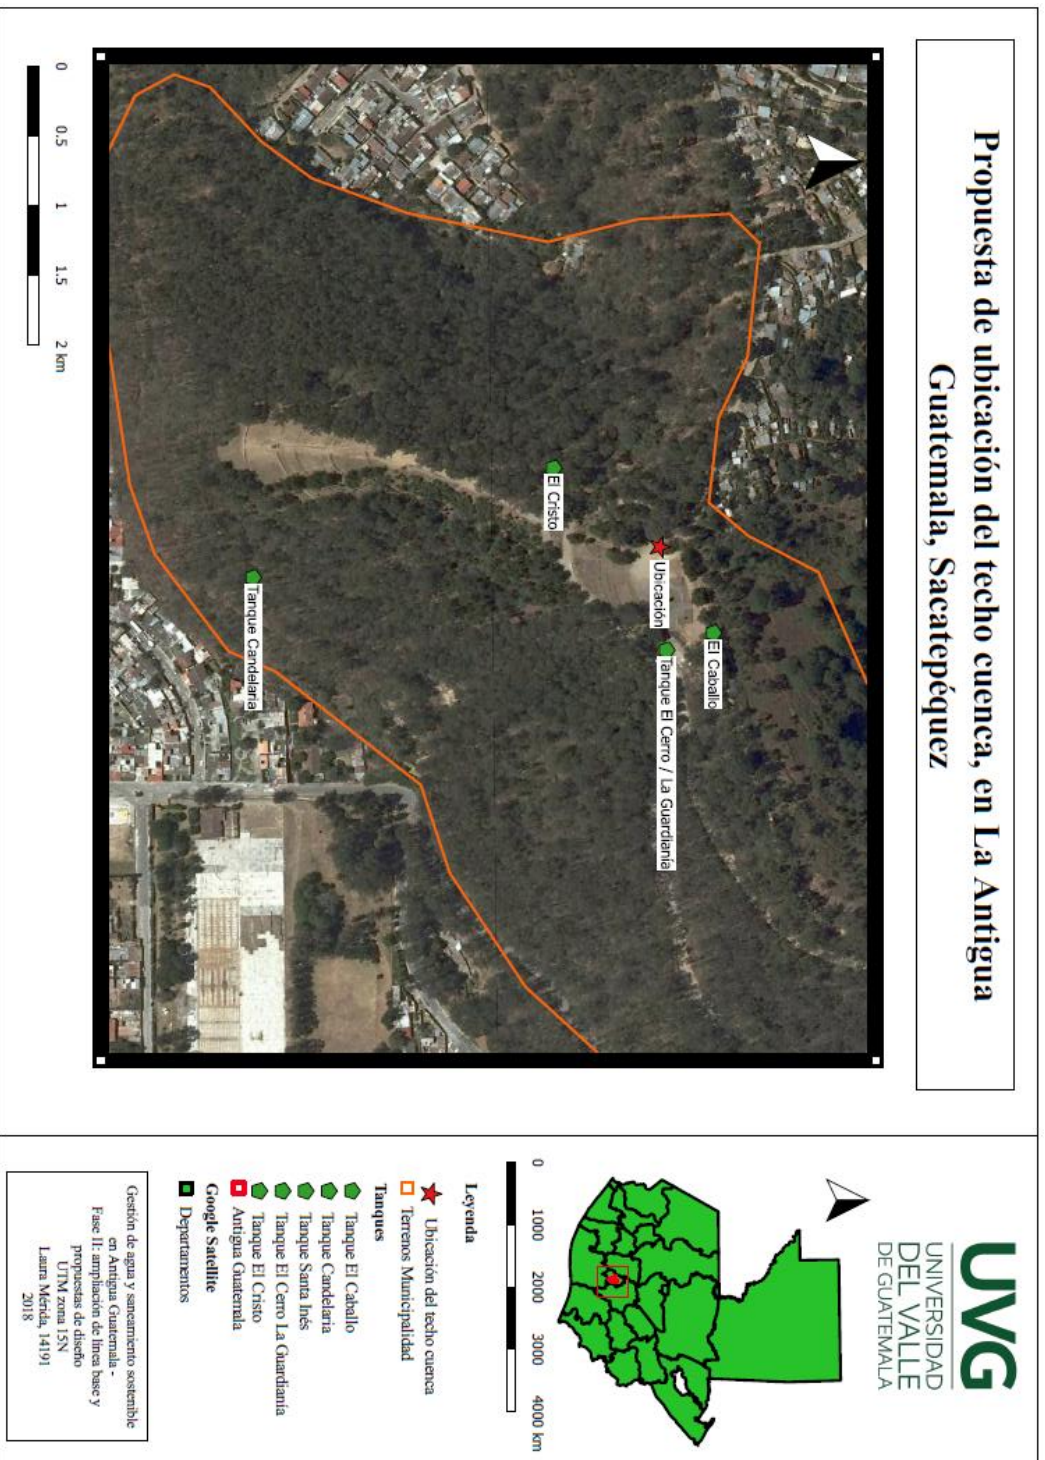 Propuesta de ubicación del techo cuenca, en La Antigua
Guatemala, Sacatepéquez
El Cristo
Ubicación
El Caballo
Tanque El Cerro / La Guardianía
Tanque Candelaria
0 0.5 1 1.5 2 km
UVG
UNIVERSIDAD
DEL VALLE
DE GUATEMALA
0 1000 2000 3000 4000 km
Leyenda
Ubicación del techo cuenca
Terrenos Municipalidad
Tanques
Tanque El Caballo
Tanque Candelaria
Tanque Santa Inés
Tanque El Cerro La Guardianía
Tanque El Cristo
Antigua Guatemala
Google Satellite
Departamentos
Gestión de agua y saneamiento sostenible
en Antigua Guatemala -
Fase II: ampliación de línea base y
propuestas de diseño
UTM zona 15N
Laura Mérida, 14191
2018